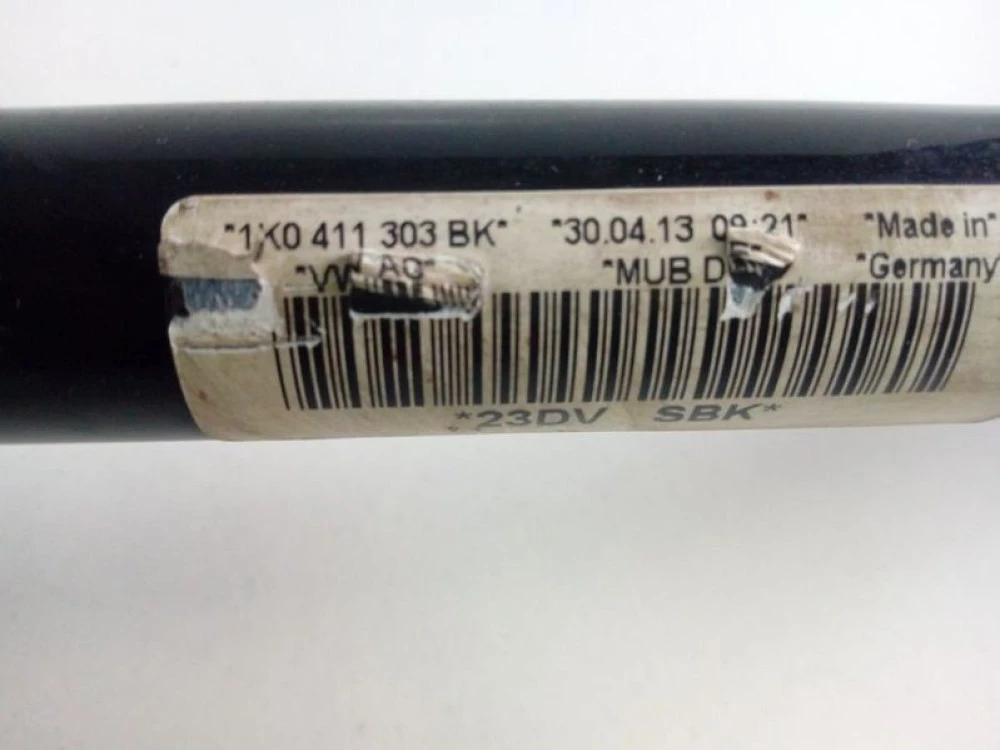 "1K0 411 303 BK" "30.04.13 09:21" "Made in"
"MUB "Germany"
*23DV SBK*